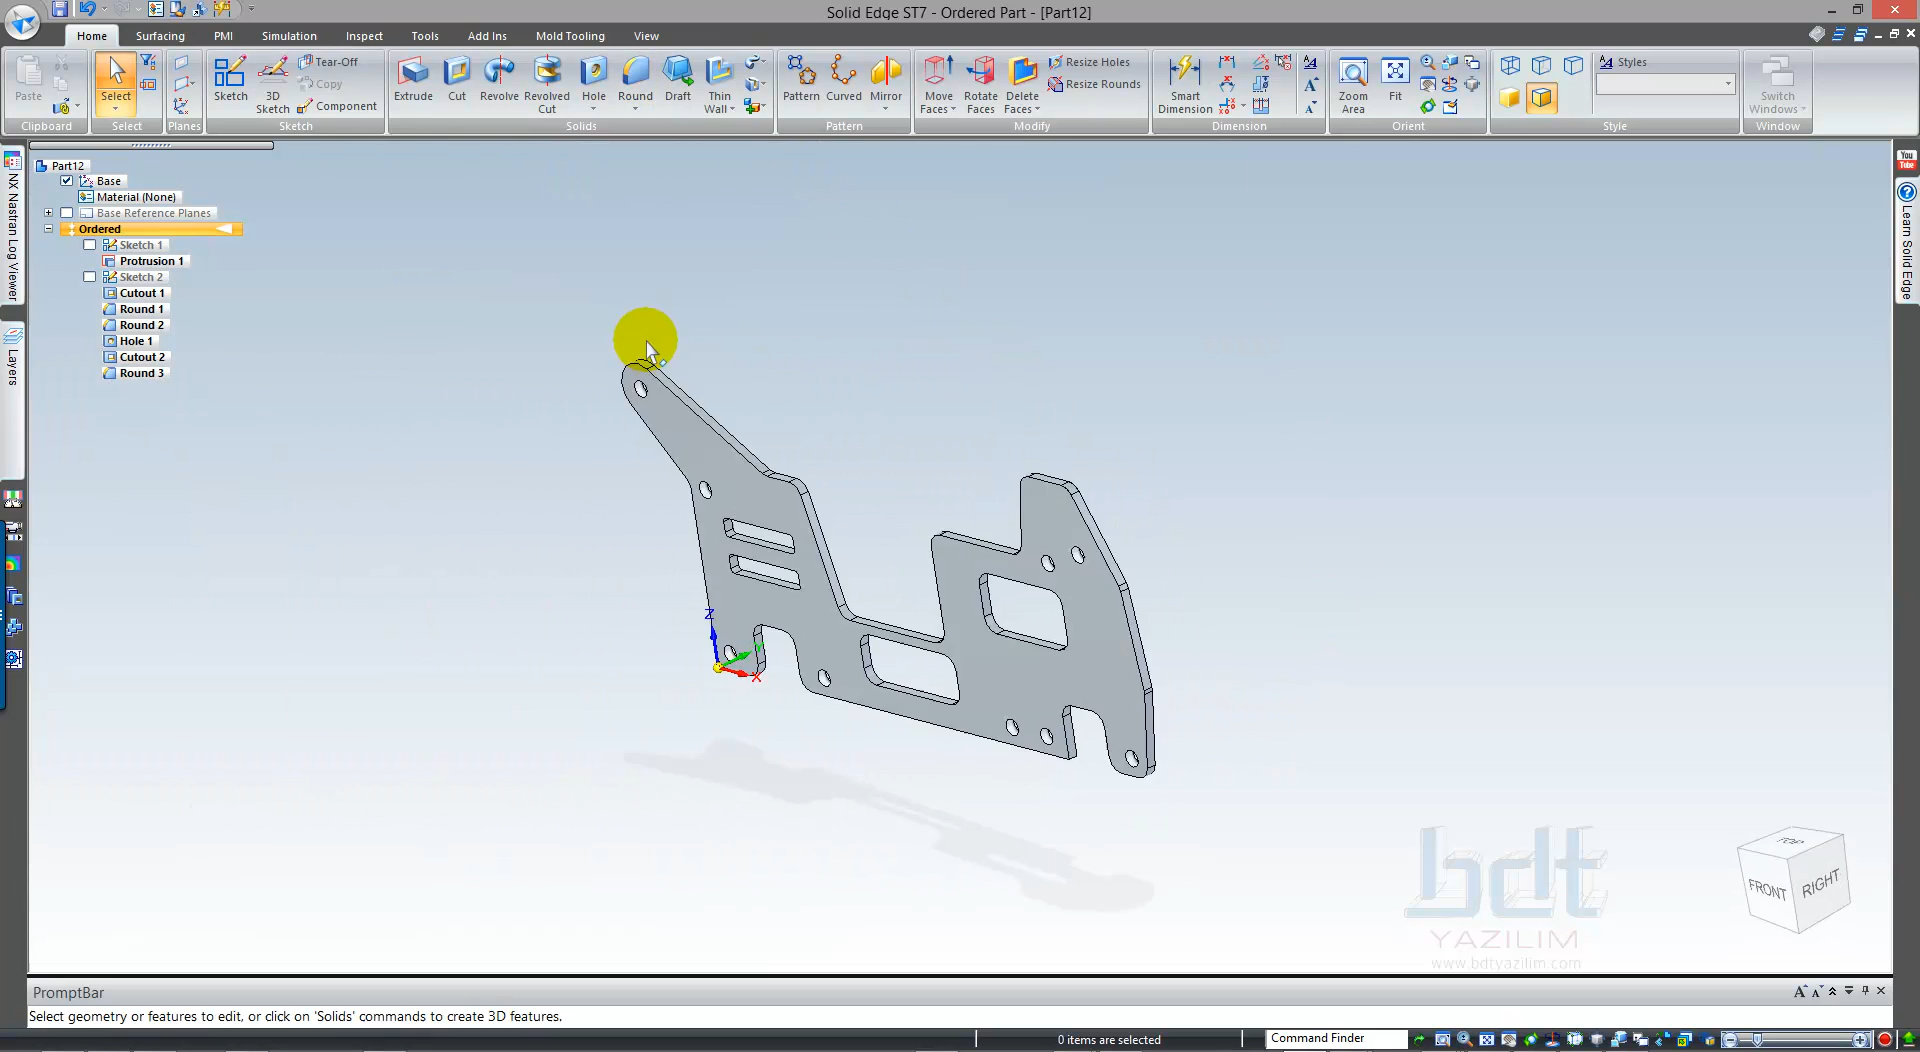 Solid Edge ST7 - Ordered Part - [Part12]
Home Surfacing PMI Simulation Inspect Tools Add Ins Mold Tooling View
Paste
Clipboard
Select
Select
Planes
Sketch
3D Sketch
Tear-Off
Copy
Component
Sketch
Extrude
Cut
Revolve
Revolved Cut
Hole
Round
Draft
Thin Wall
Solids
Pattern
Curved
Mirror
Pattern
Move Faces
Rotate Faces
Delete Faces
Resize Holes
Resize Rounds
Modify
Smart Dimension
Dimension
Zoom Area
Fit
Orient
Styles
Style
Switch Windows
Window
NX Nastran Log Viewer
Layers
Part12
Base
Material (None)
Base Reference Planes
Ordered
Sketch 1
Protrusion 1
Sketch 2
Cutout 1
Round 1
Round 2
Hole 1
Cutout 2
Round 3
You Tube
Learn Solid Edge
Z
Y
X
TOP
FRONT
RIGHT
bdt
YAZILIM
www.bdtyazilim.com
PromptBar
Select geometry or features to edit, or click on 'Solids' commands to create 3D features.
0 items are selected
Command Finder